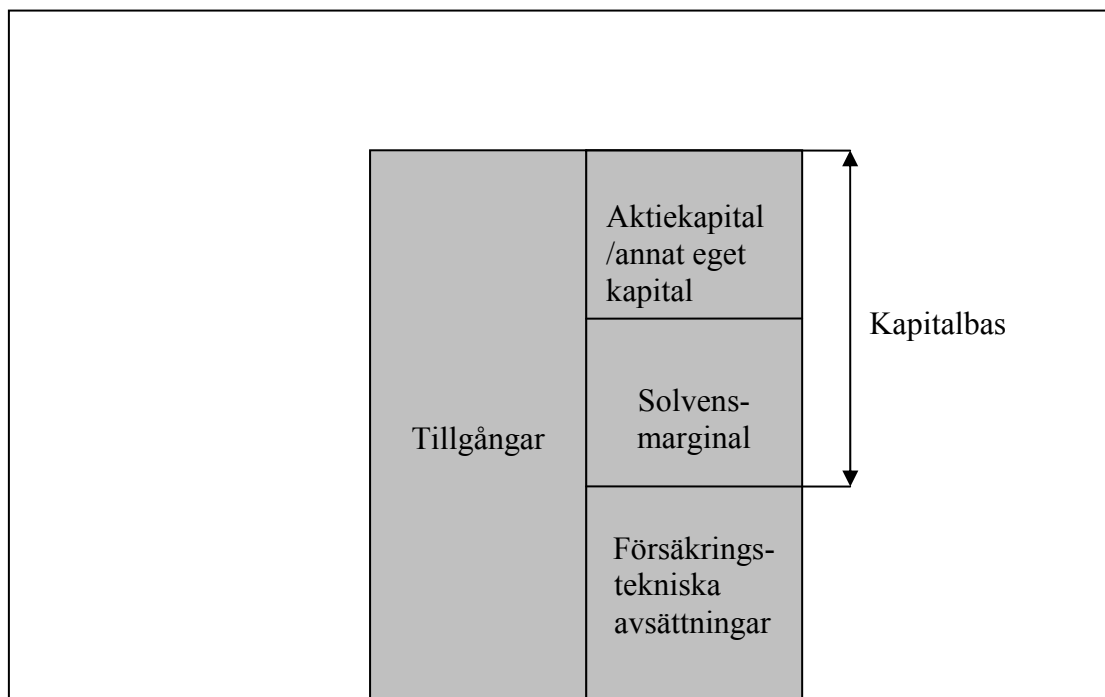 Aktiekapital
/annat eget
kapital
Kapitalbas
Solvens-
marginal
Tillgångar
Försäkrings-
tekniska
avsättningar